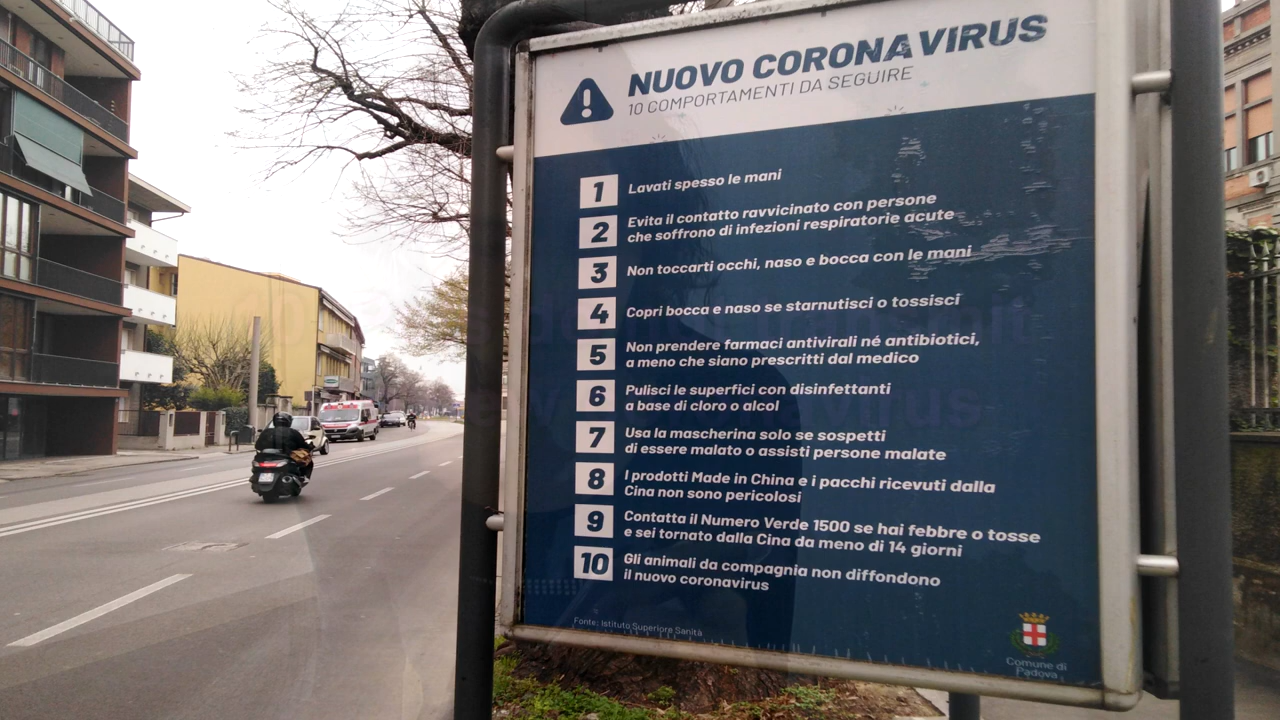 NUOVO CORONAVIRUS
10 COMPORTAMENTI DA SEGUIRE
1 Lavati spesso le mani
2 Evita il contatto ravvicinato con persone
che soffrono di infezioni respiratorie acute
3 Non toccarti occhi, naso e bocca con le mani
4 Copri bocca e naso se starnutisci o tossisci
5 Non prendere farmaci antivirali né antibiotici,
a meno che siano prescritti dal medico
6 Pulisci le superfici con disinfettanti
a base di cloro o alcol
7 Usa la mascherina solo se sospetti
di essere malato o assisti persone malate
8 I prodotti Made in China e i pacchi ricevuti dalla
Cina non sono pericolosi
9 Contatta il Numero Verde 1500 se hai febbre o tosse
e sei tornato dalla Cina da meno di 14 giorni
10 Gli animali da compagnia non diffondono
il nuovo coronavirus
Fonte: Istituto Superiore Sanità
Comune di
Padova